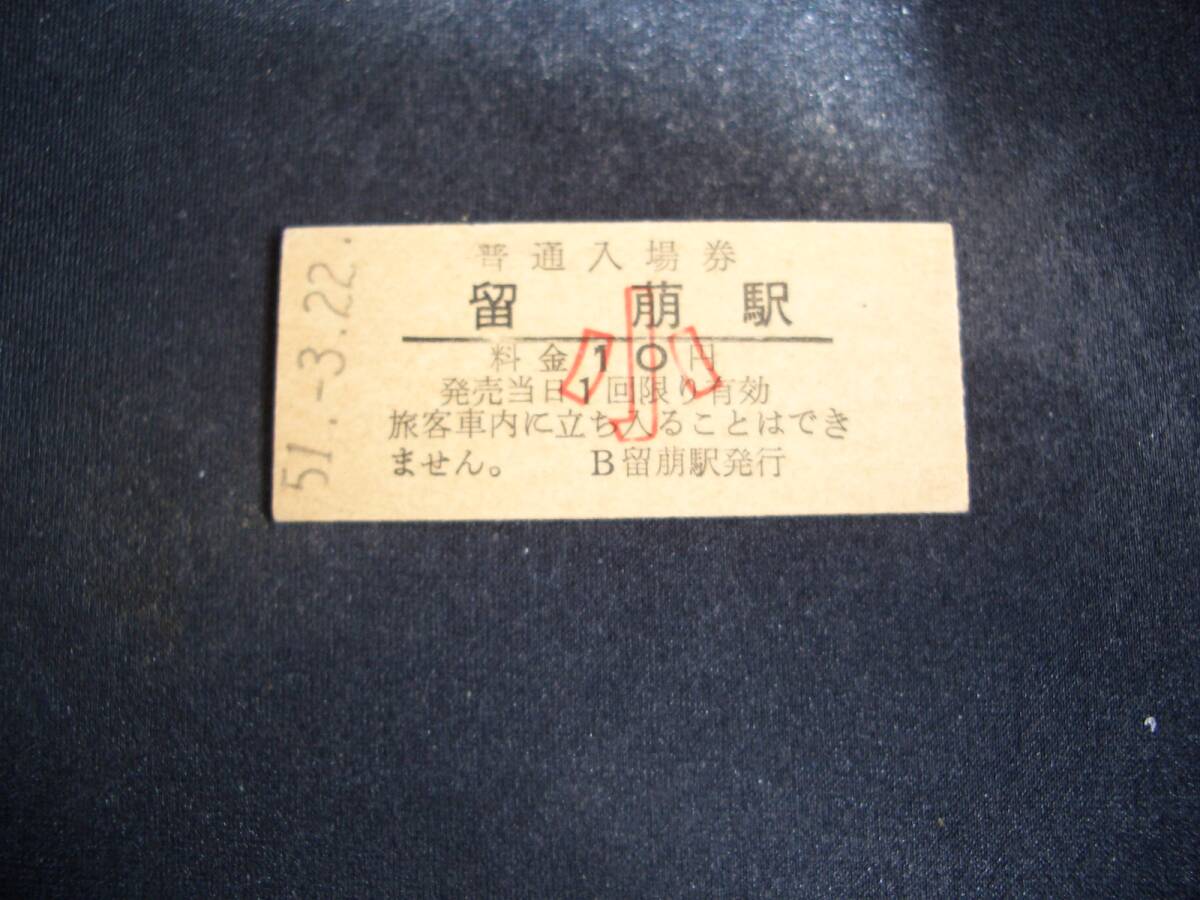 普通入場券
留萠駅
料金10円
小
発売当日1回限り有効
旅客車内に立ち入ることはでき
ません。 B留萠駅発行
51.-3.22.